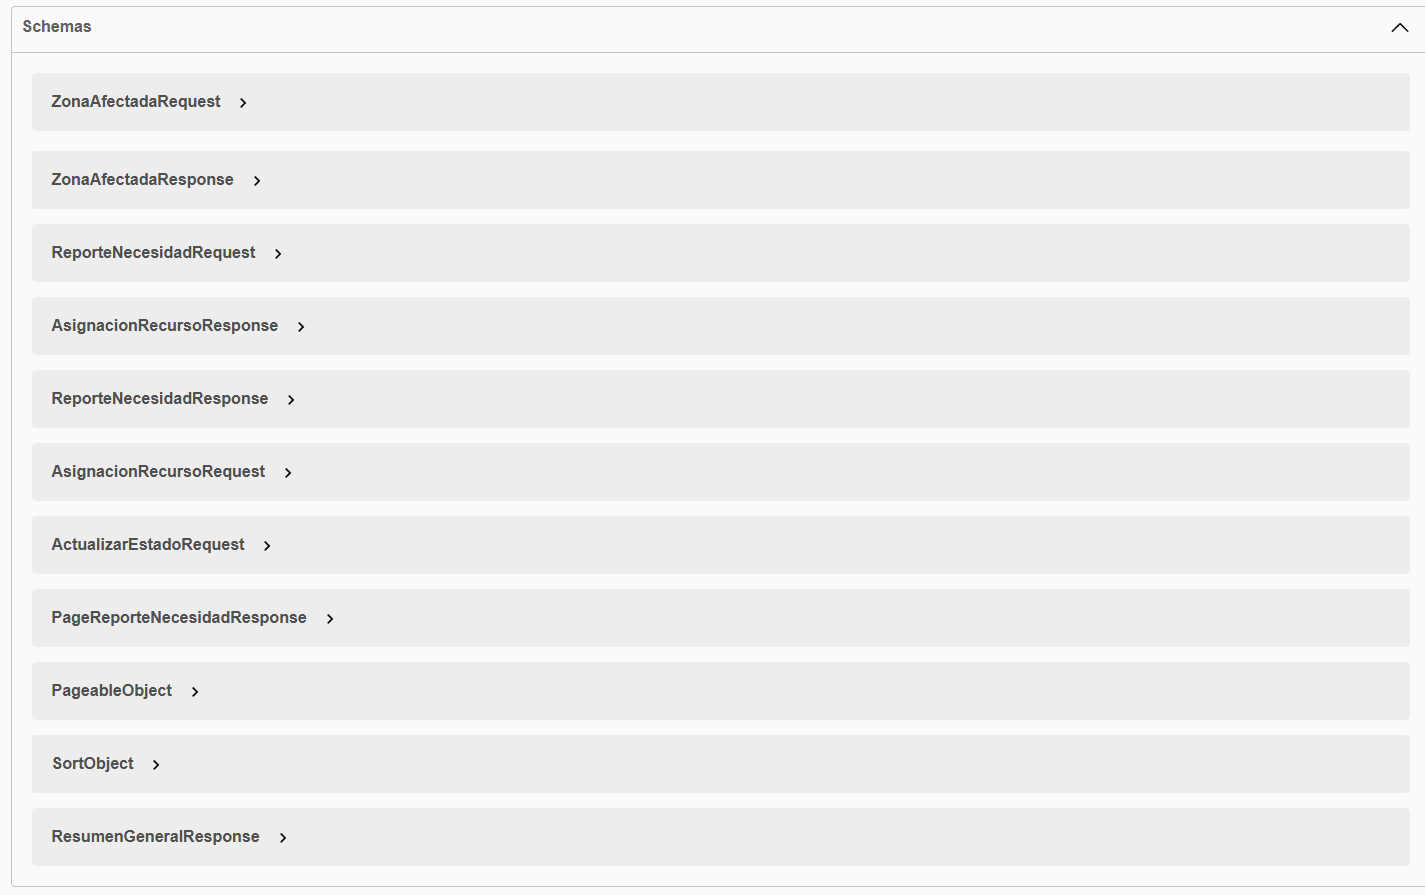 Schemas
ZonaAfectadaRequest
ZonaAfectadaResponse
ReporteNecesidadRequest
AsignacionRecursoResponse
ReporteNecesidadResponse
AsignacionRecursoRequest
ActualizarEstadoRequest
PageReporteNecesidadResponse
PageableObject
SortObject
ResumenGeneralResponse